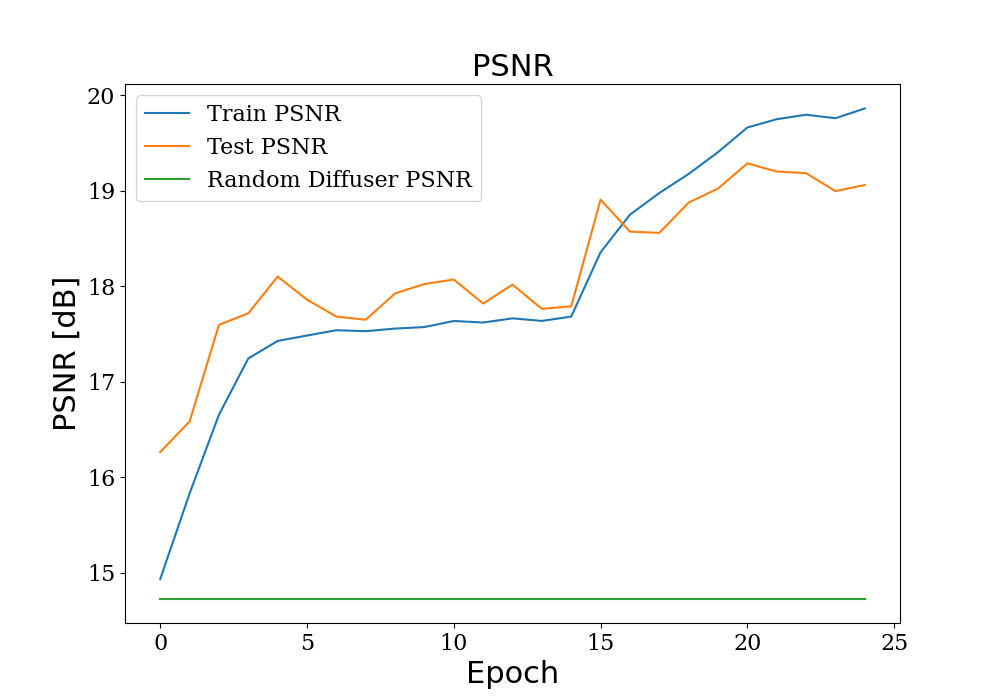 PSNR
Train PSNR
Test PSNR
Random Diffuser PSNR
PSNR [dB]
20
19
18
17
16
15
0 5 10 15 20 25
Epoch